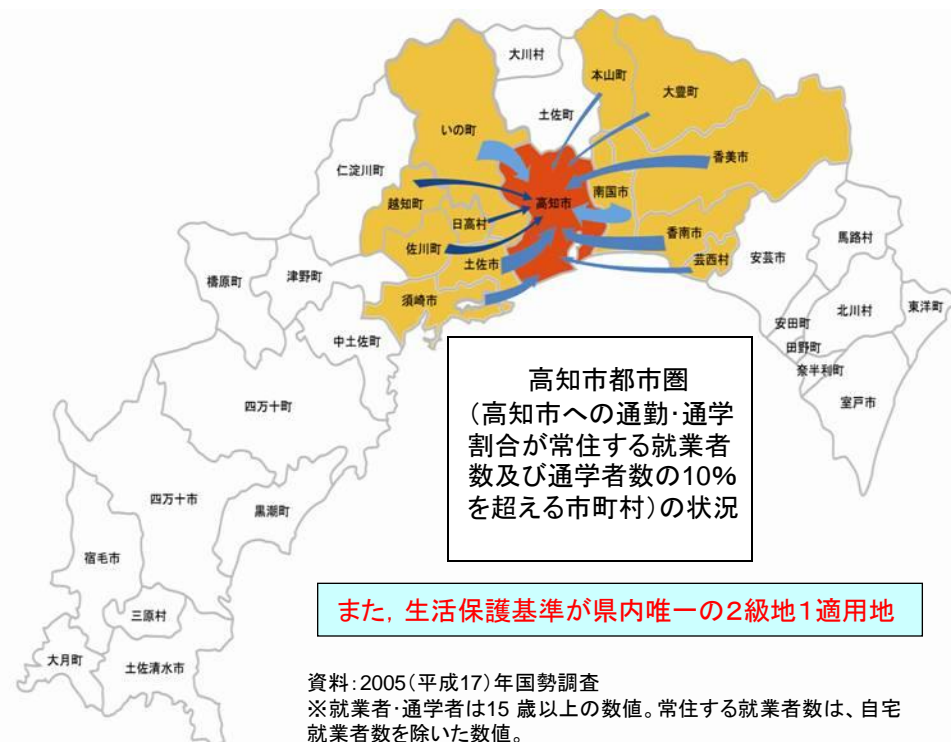 大川村
本山町
大豊町
土佐町
いの町
香美市
仁淀川町
南国市
高知市
越知町
日高村
香南市
馬路村
佐川町
土佐市
芸西村
安芸市
津野町
梼原町
須崎市
北川村
東洋町
安田町
中土佐町
田野町
奈半利町
室戸市
四万十町
高知市都市圏
（高知市への通勤・通学
割合が常住する就業者
数及び通学者数の10％
を超える市町村）の状況
四万十市
黒潮町
宿毛市
また，生活保護基準が県内唯一の２級地１適用地
三原村
大月町
土佐清水市
資料：2005（平成17）年国勢調査
※就業者・通学者は15 歳以上の数値。常住する就業者数は、自宅
就業者数を除いた数値。